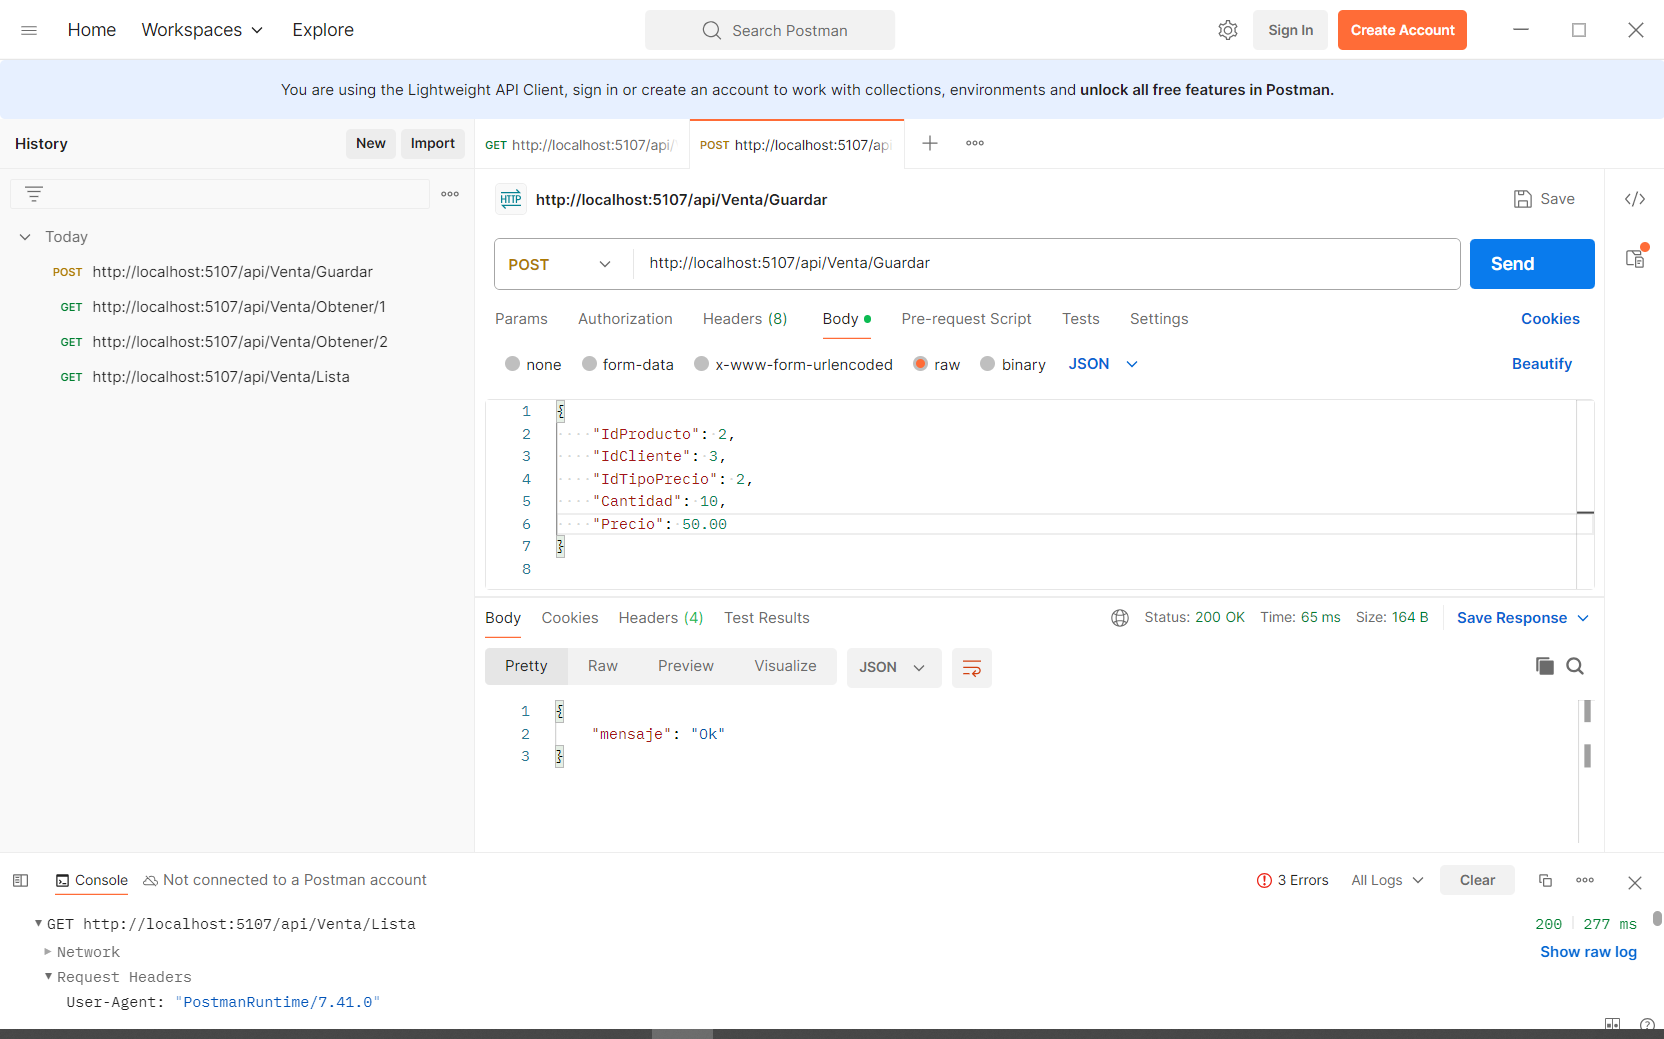 Home Workspaces Explore Search Postman Sign In Create Account
You are using the Lightweight API Client, sign in or create an account to work with collections, environments and unlock all free features in Postman.
History New Import
GET http://localhost:5107/api/ POST http://localhost:5107/ap
HTTP http://localhost:5107/api/Venta/Guardar Save
Today
POST http://localhost:5107/api/Venta/Guardar
GET http://localhost:5107/api/Venta/Obtener/1
GET http://localhost:5107/api/Venta/Obtener/2
GET http://localhost:5107/api/Venta/Lista
POST http://localhost:5107/api/Venta/Guardar Send
Params Authorization Headers (8) Body Pre-request Script Tests Settings Cookies
none form-data x-www-form-urlencoded raw binary JSON Beautify
1 {
2 "IdProducto": 2,
3 "IdCliente": 3,
4 "IdTipoPrecio": 2,
5 "Cantidad": 10,
6 "Precio": 50.00
7 }
8
Body Cookies Headers (4) Test Results Status: 200 OK Time: 65 ms Size: 164 B Save Response
Pretty Raw Preview Visualize JSON
1 {
2 "mensaje": "Ok"
3 }
Console Not connected to a Postman account 3 Errors All Logs Clear
GET http://localhost:5107/api/Venta/Lista 200 277 ms
Network Show raw log
Request Headers
User-Agent: "PostmanRuntime/7.41.0"